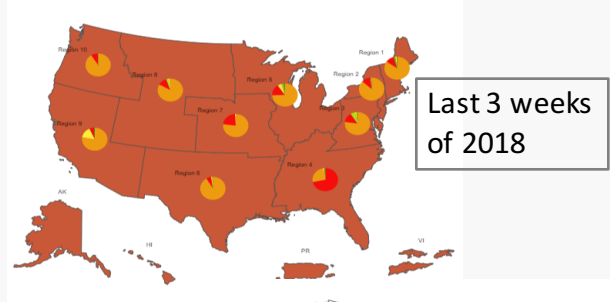 Region 1
Region 10
Region 2
Region 8
Region 5
Region 3
Region 7
Region 9
Region 4
Region 6
AK
HI
PR
VI
Last 3 weeks
of 2018